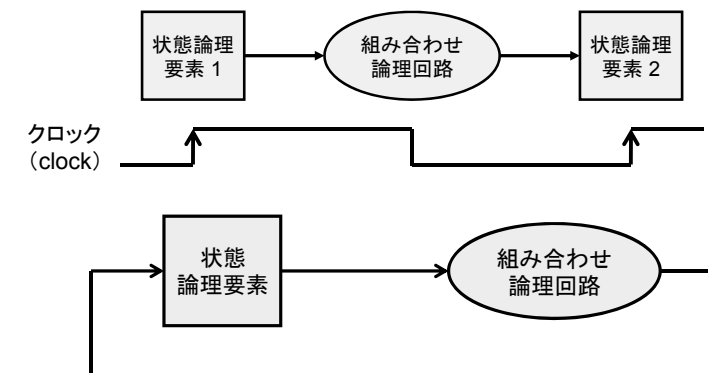 状態論理
要素 1
組み合わせ
論理回路
状態論理
要素 2
クロック
（clock）
状態
論理要素
組み合わせ
論理回路